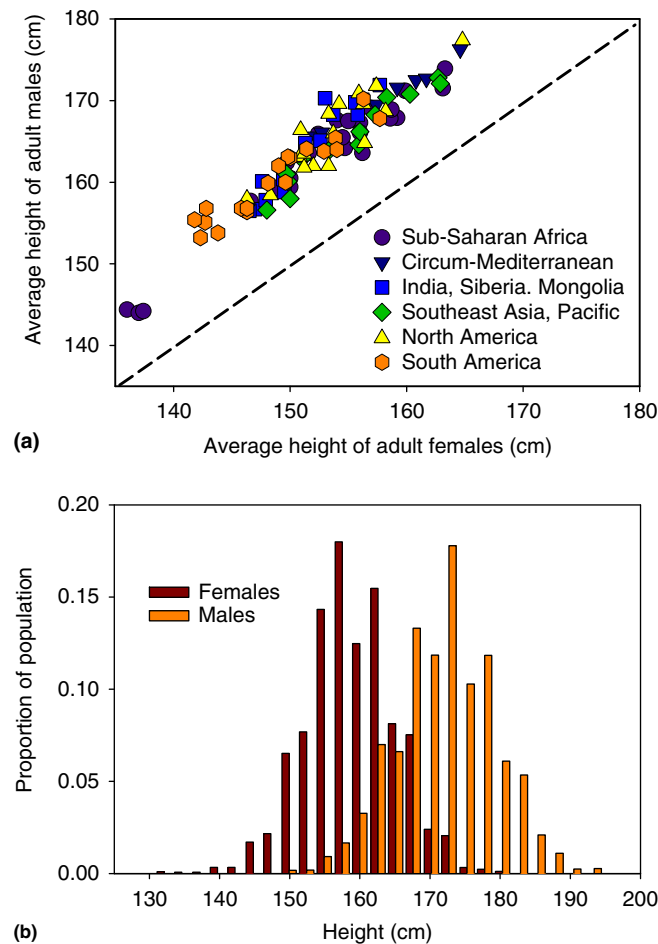 180
170
160
150
140
Average height of adult males (cm)
Sub-Saharan Africa
Circum-Mediterranean
India, Siberia. Mongolia
Southeast Asia, Pacific
North America
South America
140 150 160 170 180
(a) Average height of adult females (cm)
0.20
0.15
0.10
0.05
0.00
Proportion of population
Females
Males
130 140 150 160 170 180 190 200
(b) Height (cm)